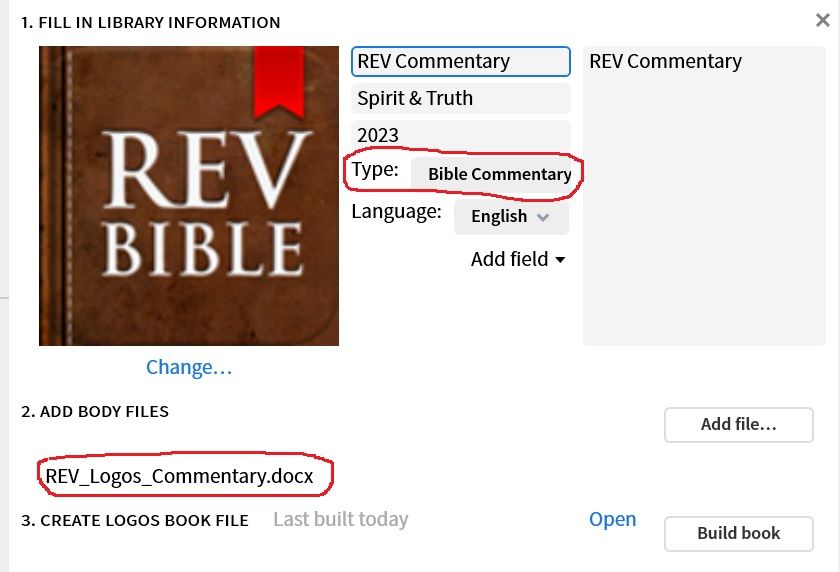 1. FILL IN LIBRARY INFORMATION
REV
BIBLE
Change...
REV Commentary
Spirit & Truth
2023
Type: Bible Commentary
Language: English
Add field
REV Commentary
2. ADD BODY FILES
Add file...
REV_Logos_Commentary.docx
3. CREATE LOGOS BOOK FILE Last built today Open Build book